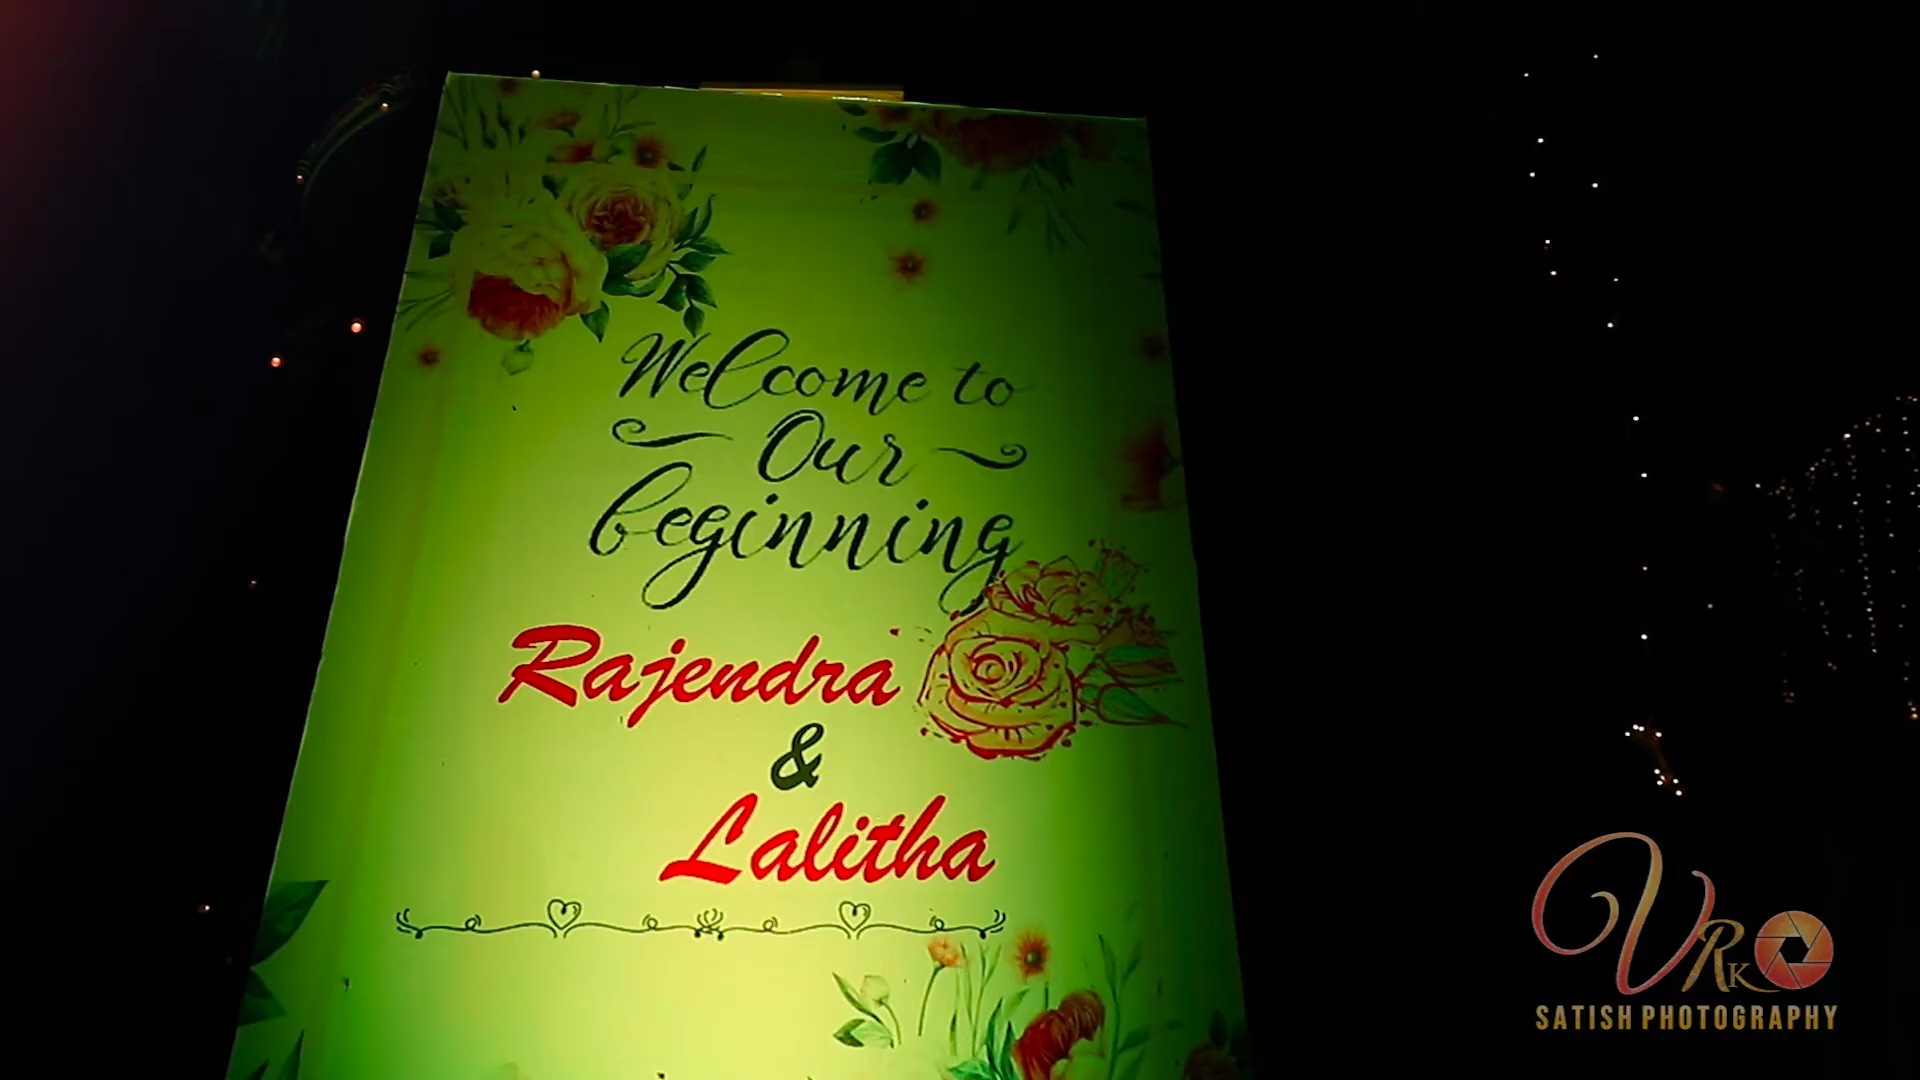 Welcome to
Our
beginning
Rajendra
&
Lalitha
VRK
SATISH PHOTOGRAPHY